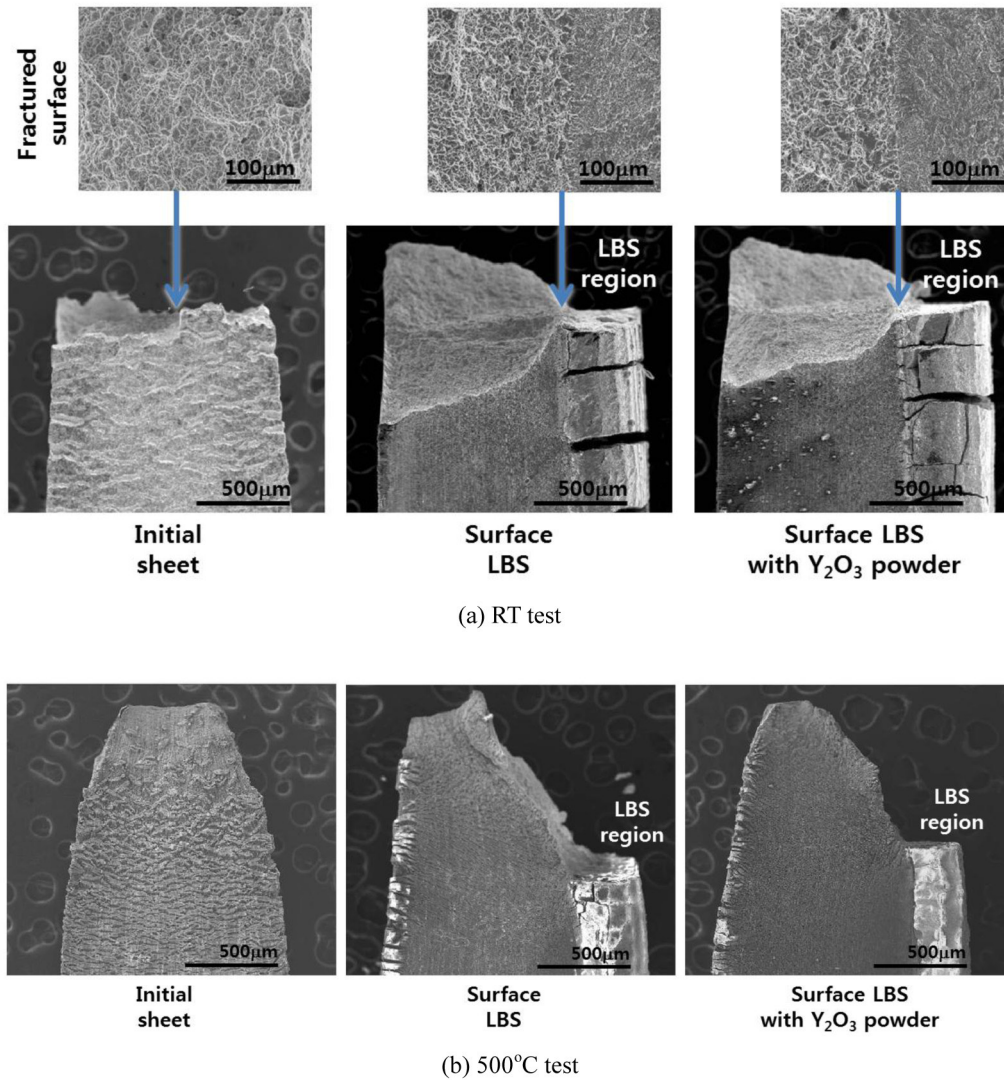 Fractured
surface
100μm
100μm
100μm
LBS
region
LBS
region
500μm
500μm
500μm
Initial
sheet
Surface
LBS
Surface LBS
with Y₂O₃ powder
(a) RT test
LBS
region
LBS
region
500μm
500μm
500μm
Initial
sheet
Surface
LBS
Surface LBS
with Y₂O₃ powder
(b) 500°C test